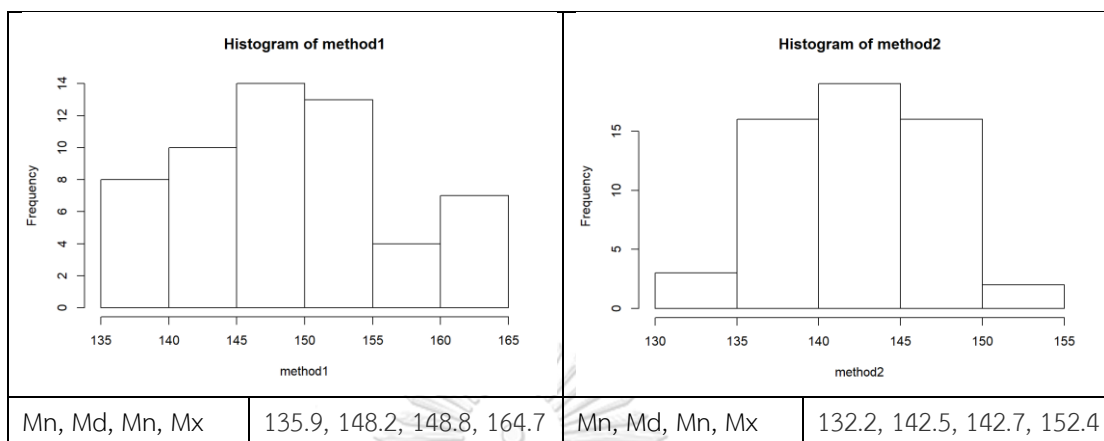 Histogram of method1
14
12
10
8
6
4
2
0
Frequency
135 140 145 150 155 160 165
method1
Histogram of method2
15
10
5
0
Frequency
130 135 140 145 150 155
method2
Mn, Md, Mn, Mx 135.9, 148.2, 148.8, 164.7 Mn, Md, Mn, Mx 132.2, 142.5, 142.7, 152.4